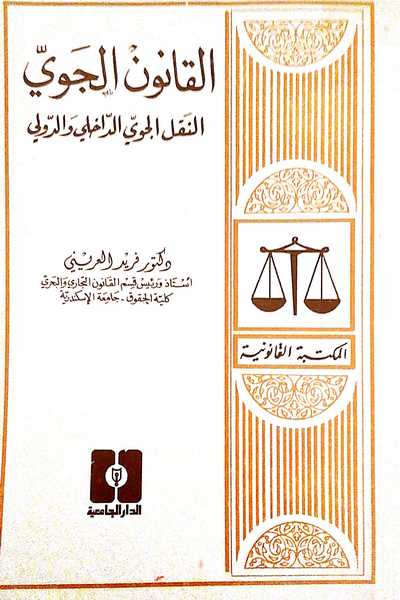 القانون الجوي
النقل الجوي الداخلي والدولي
دكتور فريد العريني
استاذ ورئيس قسم القانون التجاري والبحري
كلية الحقوق - جامعة الإسكندرية
المكتبة القانونية
الدار الجامعية